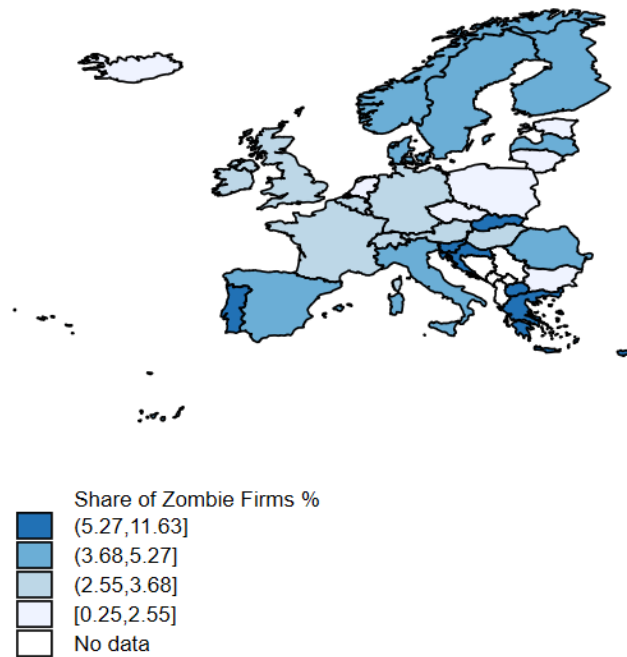 Share of Zombie Firms %
(5.27,11.63]
(3.68,5.27]
(2.55,3.68]
[0.25,2.55]
No data